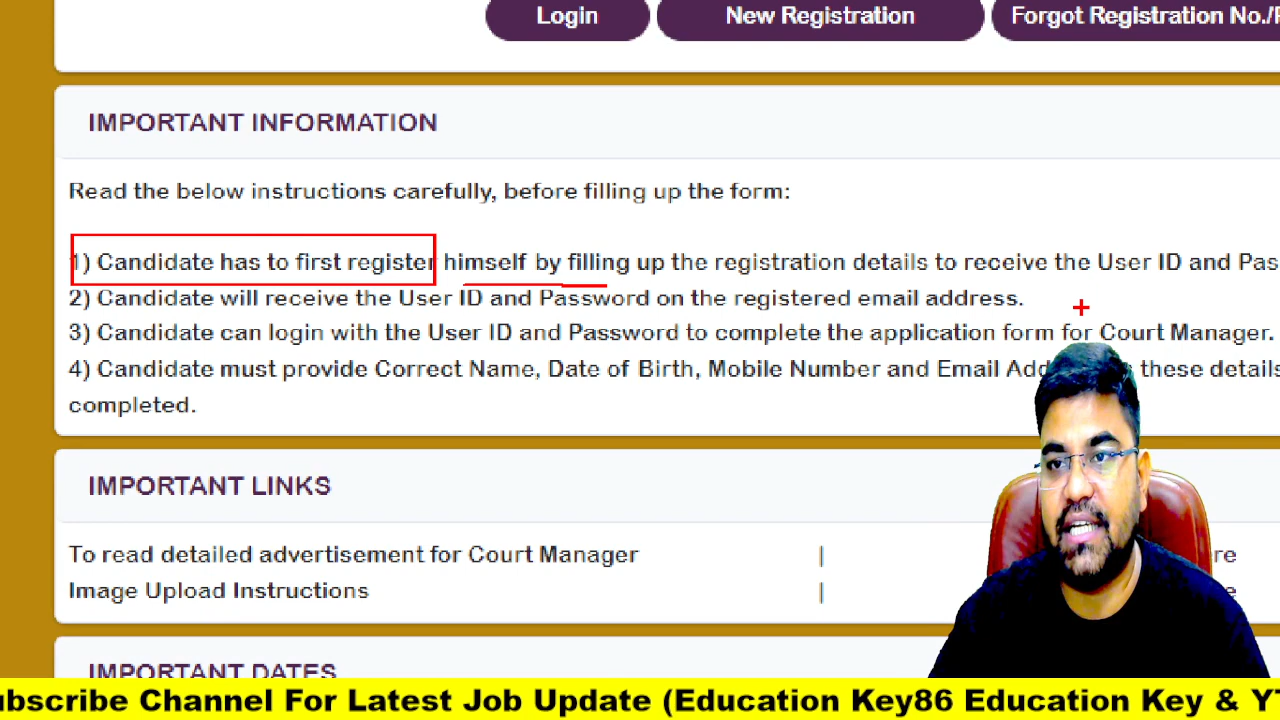 Login New Registration Forgot Registration No./
IMPORTANT INFORMATION
Read the below instructions carefully, before filling up the form:
1) Candidate has to first register himself by filling up the registration details to receive the User ID and Pas
2) Candidate will receive the User ID and Password on the registered email address.
3) Candidate can login with the User ID and Password to complete the application form for Court Manager.
4) Candidate must provide Correct Name, Date of Birth, Mobile Number and Email Add these details
completed.
IMPORTANT LINKS
To read detailed advertisement for Court Manager | re
Image Upload Instructions | e
IMPORTANT DATES
ubscribe Channel For Latest Job Update (Education Key86 Education Key & YT